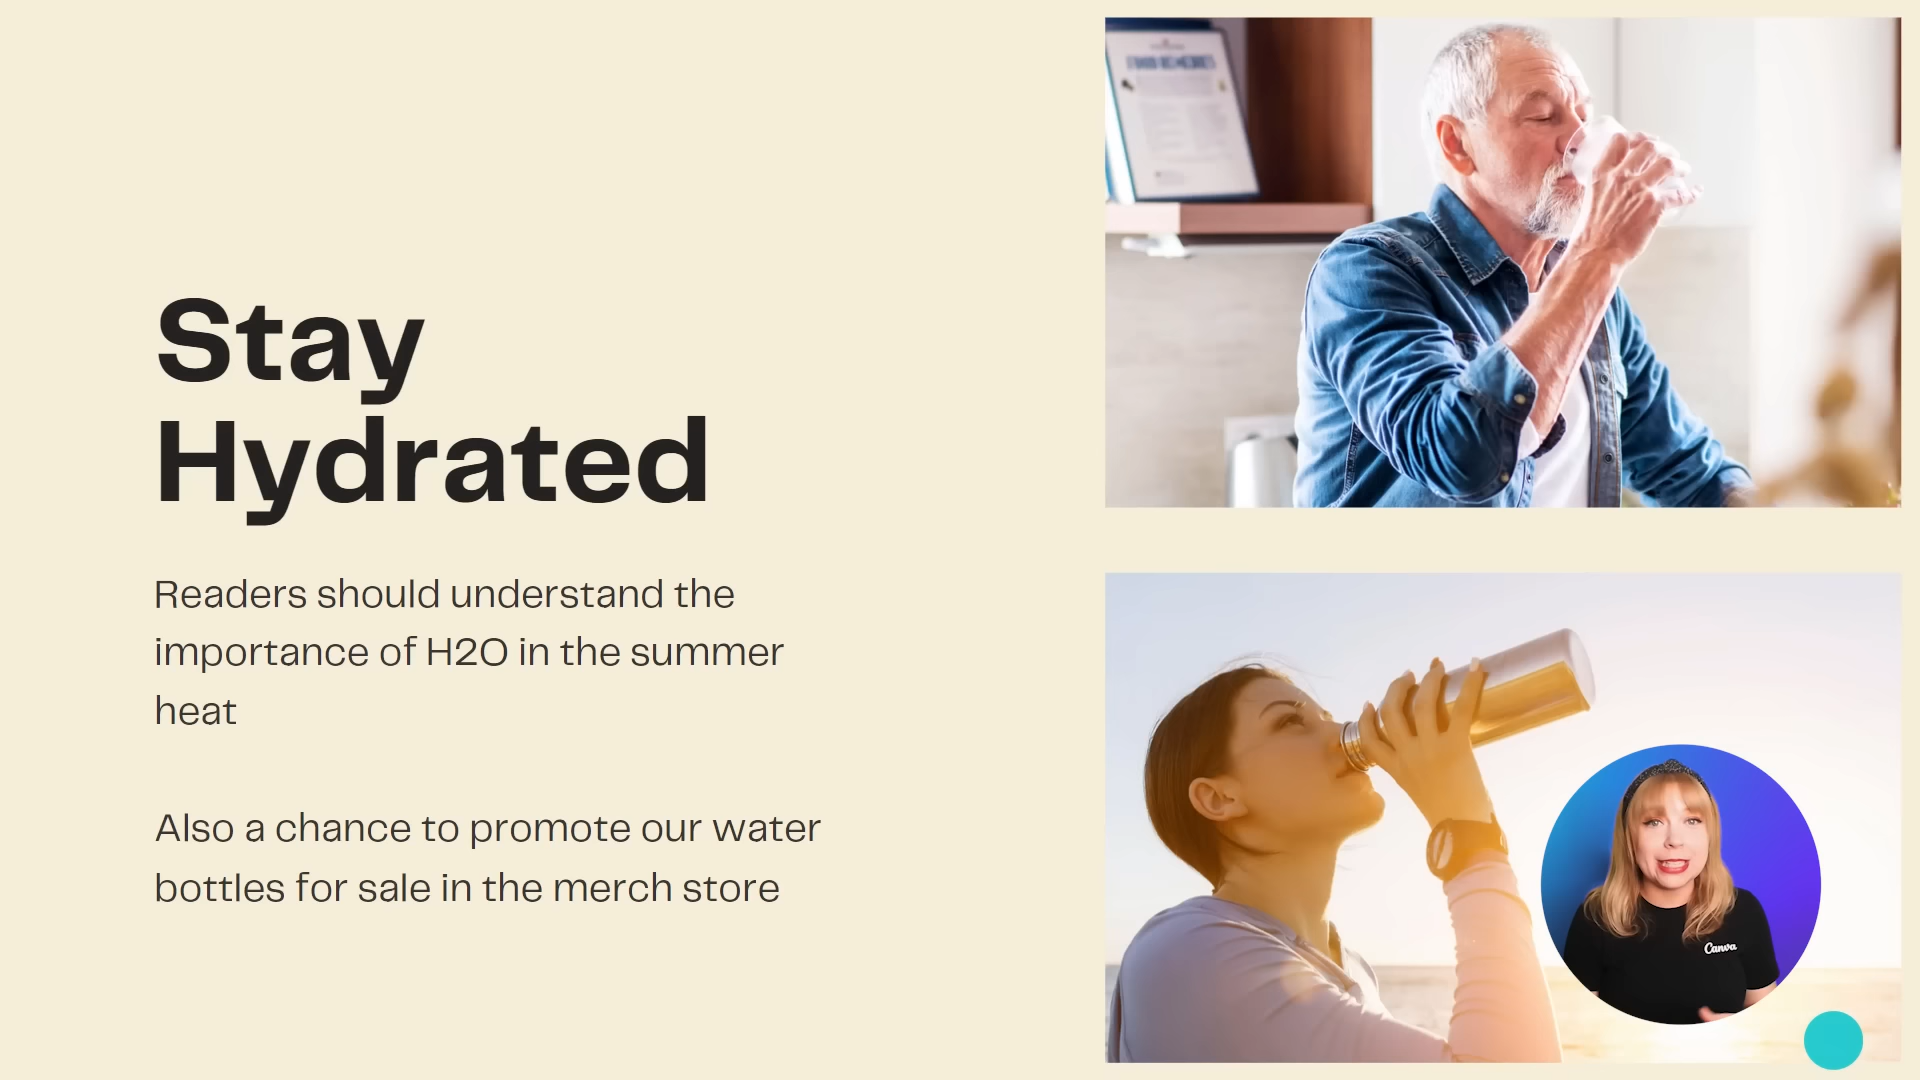 Stay
Hydrated
Readers should understand the
importance of H2O in the summer
heat
Also a chance to promote our water
bottles for sale in the merch store
Canva